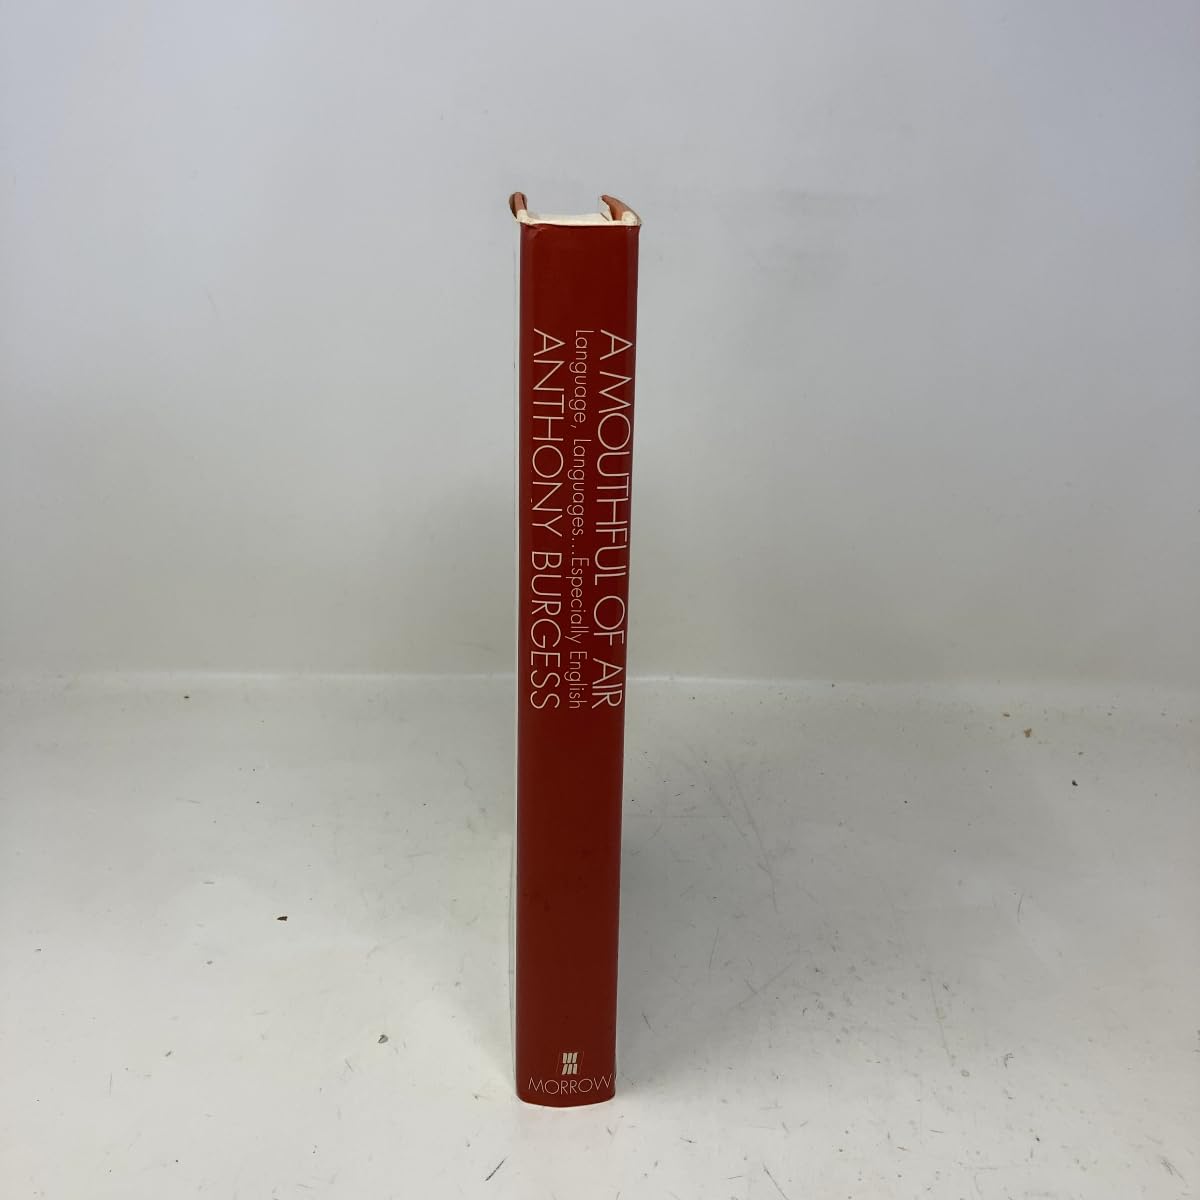 A MOUTHFUL OF AIR
Language, Languages...Especially English
ANTHONY BURGESS
MORROW